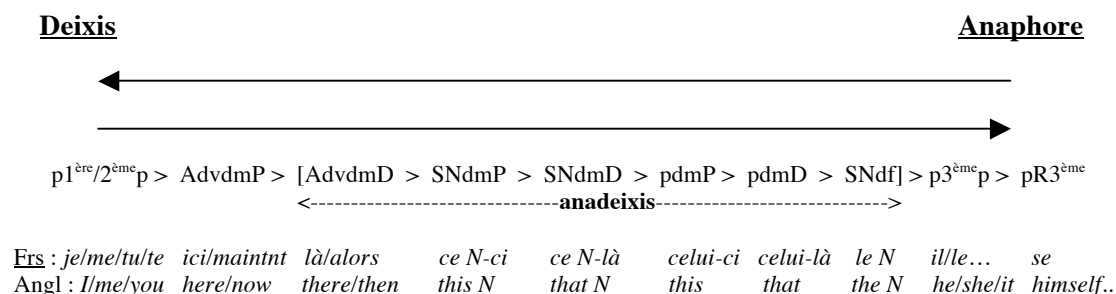 Deixis Anaphore
p1ère/2èmep > AdvdmP > [AdvdmD > SNdmP > SNdmD > pdmP > pdmD > SNdf] > p3èmep > pR3ème
<-----------------------------anadeixis--------------------------->
Frs : je/me/tu/te ici/maintnt là/alors ce N-ci ce N-là celui-ci celui-là le N il/le… se
Angl : I/me/you here/now there/then this N that N this that the N he/she/it himself..